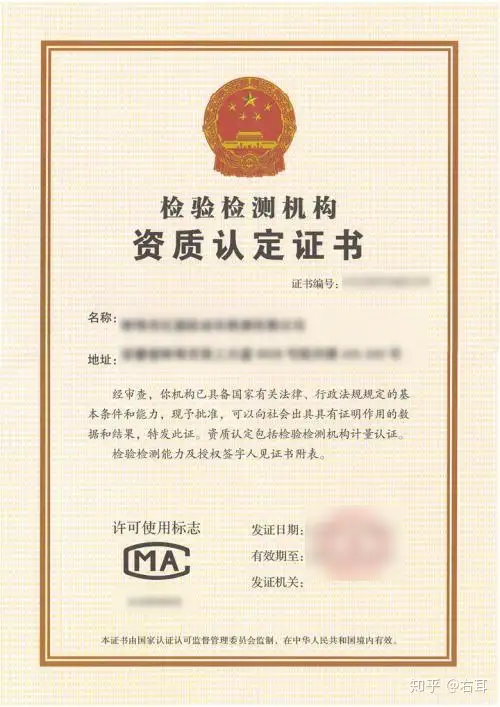 检验检测机构
资质认定证书
证书编号：
名称：
地址：
经审查，你机构已具备国家有关法律、行政法规规定的基
本条件和能力，现予批准，可以向社会出具具有证明作用的数
据和结果，特发此证。资质认定包括检验检测机构计量认证。
检验检测能力及授权签字人见证书附表。
许可使用标志
MA
发证日期：
有效期至：
发证机关：
本证书由国家认证认可监督管理委员会监制，在中华人民共和国境内有效。
知乎 @右耳